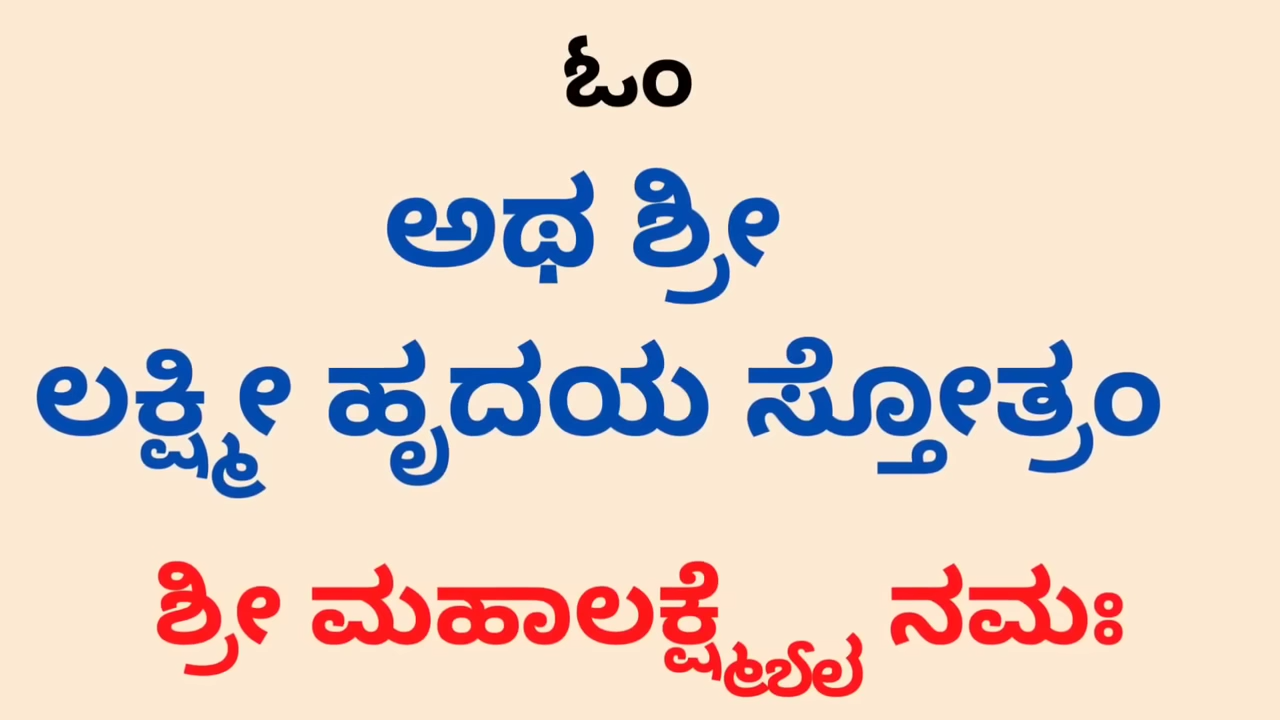 ಓಂ
ಅಥ ಶ್ರೀ
ಲಕ್ಷ್ಮೀ ಹೃದಯ ಸ್ತೋತ್ರಂ
ಶ್ರೀ ಮಹಾಲಕ್ಷ್ಮ್ಯೈ ನಮಃ